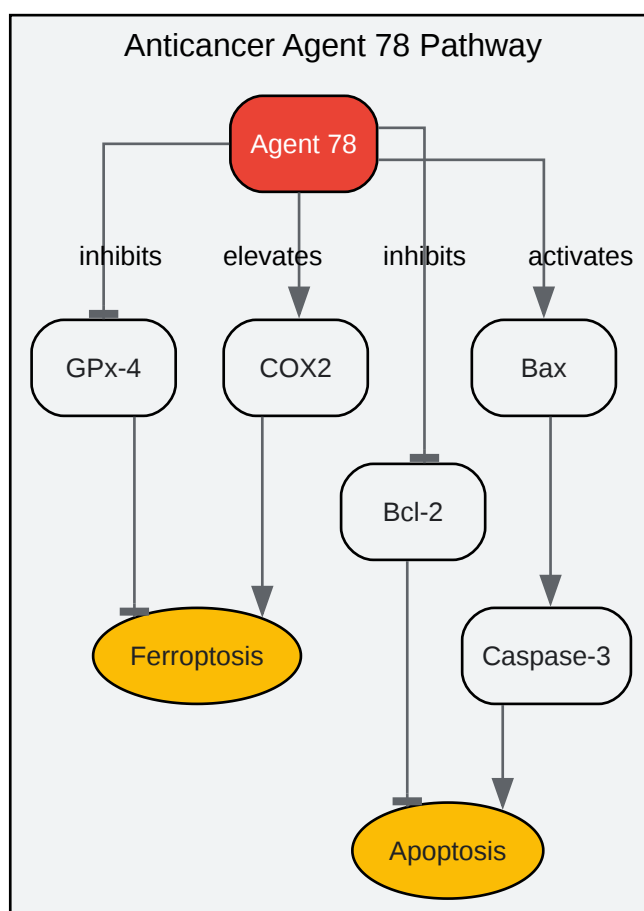 Anticancer Agent 78 Pathway
Agent 78
inhibits
elevates
inhibits
activates
GPx-4
COX2
Bax
Bcl-2
Ferroptosis
Caspase-3
Apoptosis